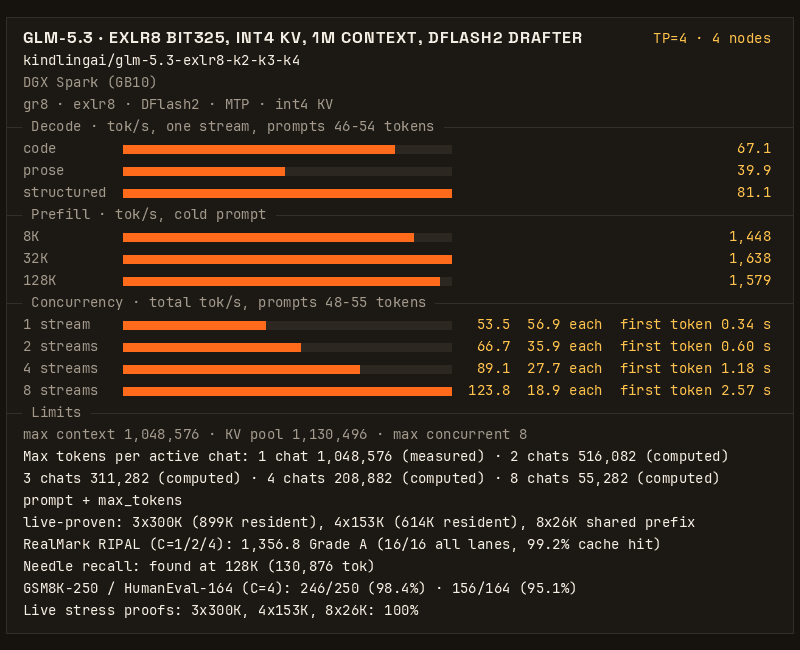 GLM-5.3 · EXLR8 BIT325, INT4 KV, 1M CONTEXT, DFLASH2 DRAFTER TP=4 · 4 nodes
kindlingai/glm-5.3-exlr8-k2-k3-k4
DGX Spark (GB10)
gr8 · exlr8 · DFlash2 · MTP · int4 KV
Decode · tok/s, one stream, prompts 46-54 tokens
code 67.1
prose 39.9
structured 81.1
Prefill · tok/s, cold prompt
8K 1,448
32K 1,638
128K 1,579
Concurrency · total tok/s, prompts 48-55 tokens
1 stream 53.5 56.9 each first token 0.34 s
2 streams 66.7 35.9 each first token 0.60 s
4 streams 89.1 27.7 each first token 1.18 s
8 streams 123.8 18.9 each first token 2.57 s
Limits
max context 1,048,576 · KV pool 1,130,496 · max concurrent 8
Max tokens per active chat: 1 chat 1,048,576 (measured) · 2 chats 516,082 (computed)
3 chats 311,282 (computed) · 4 chats 208,882 (computed) · 8 chats 55,282 (computed)
prompt + max_tokens
live-proven: 3x300K (899K resident), 4x153K (614K resident), 8x26K shared prefix
RealMark RIPAL (C=1/2/4): 1,356.8 Grade A (16/16 all lanes, 99.2% cache hit)
Needle recall: found at 128K (130,876 tok)
GSM8K-250 / HumanEval-164 (C=4): 246/250 (98.4%) · 156/164 (95.1%)
Live stress proofs: 3x300K, 4x153K, 8x26K: 100%